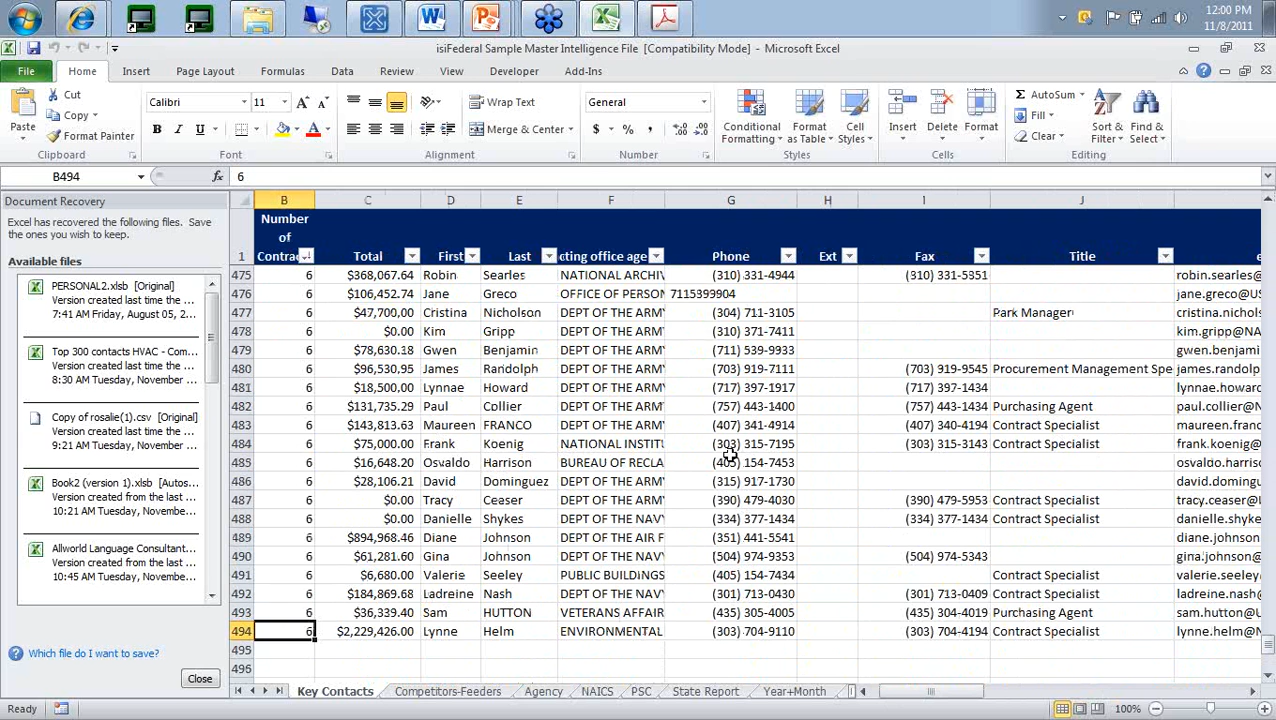 12:00 PM
11/8/2011
isiFederal Sample Master Intelligence File [Compatibility Mode] - Microsoft Excel
File Home Insert Page Layout Formulas Data Review View Developer Add-Ins
Paste Cut Copy Format Painter Clipboard
Calibri 11 B I U Font
Wrap Text Merge & Center Alignment
General $ % , Number
Conditional Formatting Format as Table Cell Styles Styles
Insert Delete Format Cells
AutoSum Fill Clear Sort & Filter Find & Select Editing
B494 fx 6
Document Recovery
Excel has recovered the following files. Save the ones you wish to keep.
Available files
PERSONAL2.xlsb [Original]
Version created last time the ...
7:41 AM Friday, August 05, 2...
Top 300 contacts HVAC - Com...
Version created from the last ...
8:30 AM Tuesday, November ...
Copy of rosalie(1).csv [Original]
Version created last time the ...
9:21 AM Tuesday, November ...
Book2 (version 1).xlsb [Autos...
Version created from the last ...
10:21 AM Tuesday, November ...
Allworld Language Consultant...
Version created from the last ...
10:45 AM Tuesday, November ...
Which file do I want to save?
Close
B C D E F G H I J
1 Number of Contrac Total First Last cting office age Phone Ext Fax Title e
475 6 $368,067.64 Robin Searles NATIONAL ARCHIV (310) 331-4944 (310) 331-5351 robin.searles@
476 6 $106,452.74 Jane Greco OFFICE OF PERSON 7115399904 jane.greco@US
477 6 $47,700.00 Cristina Nicholson DEPT OF THE ARMY (304) 711-3105 Park Manager cristina.nichols
478 6 $0.00 Kim Gripp DEPT OF THE ARMY (310) 371-7411 kim.gripp@NA
479 6 $78,630.18 Gwen Benjamin DEPT OF THE ARMY (711) 539-9933 gwen.benjamin
480 6 $96,530.95 James Randolph DEPT OF THE ARMY (703) 919-7111 (703) 919-9545 Procurement Management Spe james.randolp
481 6 $18,500.00 Lynnae Howard DEPT OF THE ARMY (717) 397-1917 (717) 397-1434 lynnae.howard
482 6 $131,735.29 Paul Collier DEPT OF THE ARMY (757) 443-1400 (757) 443-1434 Purchasing Agent paul.collier@N
483 6 $143,813.63 Maureen FRANCO DEPT OF THE ARMY (407) 341-4914 (407) 340-4194 Contract Specialist maureen.franc
484 6 $75,000.00 Frank Koenig NATIONAL INSTIT (303) 315-7195 (303) 315-3143 Contract Specialist frank.koenig@
485 6 $16,648.20 Osvaldo Harrison BUREAU OF RECLA (405) 154-7453 osvaldo.harris
486 6 $28,106.21 David Dominguez DEPT OF THE ARMY (315) 917-1730 david.doming
487 6 $0.00 Tracy Ceaser DEPT OF THE ARMY (390) 479-4030 (390) 479-5953 Contract Specialist tracy.ceaser@
488 6 $0.00 Danielle Shykes DEPT OF THE NAVY (334) 377-1434 (334) 377-1434 Contract Specialist danielle.shyke
489 6 $894,968.46 Diane Johnson DEPT OF THE AIR F (351) 441-5541 diane.johnson
490 6 $61,281.60 Gina Johnson DEPT OF THE NAVY (504) 974-9353 (504) 974-5343 gina.johnson@
491 6 $6,680.00 Valerie Seeley PUBLIC BUILDINGS (405) 154-7434 Contract Specialist valerie.seeley
492 6 $184,869.68 Ladreine Nash DEPT OF THE NAVY (301) 713-0430 (301) 713-0409 Contract Specialist ladreine.nash@
493 6 $36,339.40 Sam HUTTON VETERANS AFFAIR (435) 305-4005 (435) 304-4019 Purchasing Agent sam.hutton@U
494 6 $2,229,426.00 Lynne Helm ENVIRONMENTAL (303) 704-9110 (303) 704-4194 Contract Specialist lynne.helm@N
495
496
Key Contacts Competitors-Feeders Agency NAICS PSC State Report Year+Month
Ready 100%